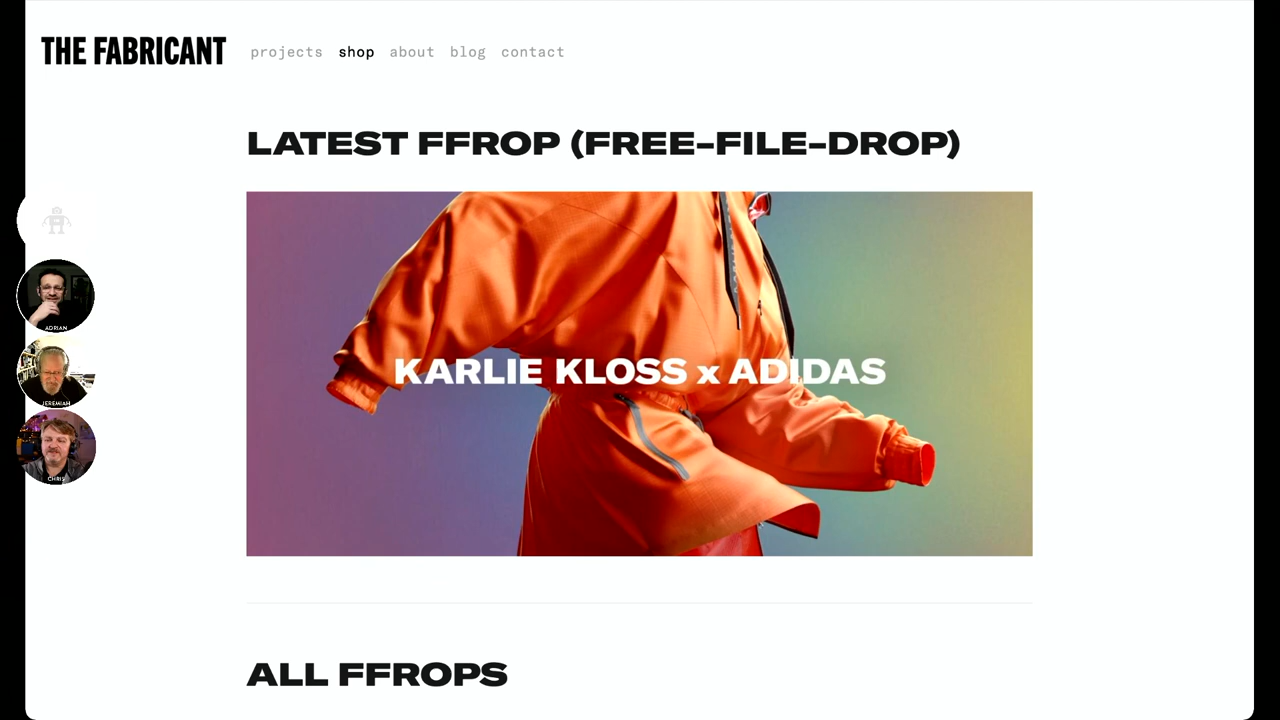 THE FABRICANT
projects shop about blog contact
LATEST FFROP (FREE-FILE-DROP)
KARLIE KLOSS x ADIDAS
ADRIAN
JEREMIAH
CHRIS
ALL FFROPS